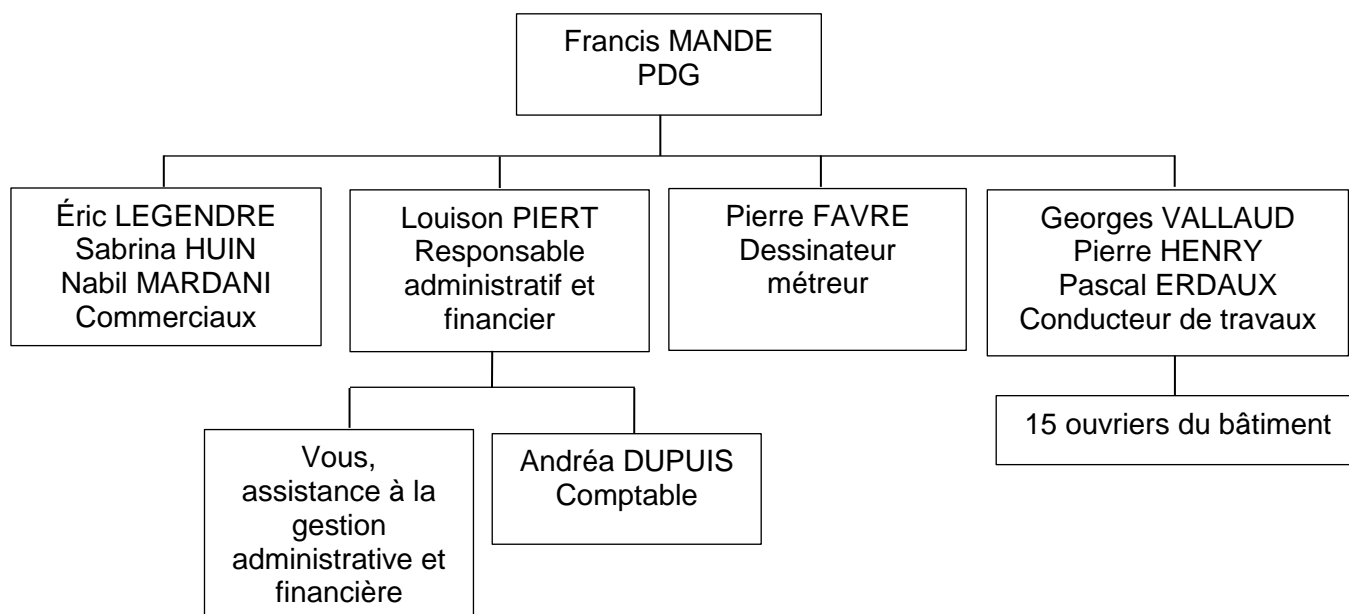 Francis MANDE
PDG
Éric LEGENDRE
Sabrina HUIN
Nabil MARDANI
Commerciaux
Louison PIERT
Responsable
administratif et
financier
Pierre FAVRE
Dessinateur
métreur
Georges VALLAUD
Pierre HENRY
Pascal ERDAUX
Conducteur de travaux
Vous,
assistance à la
gestion
administrative et
financière
Andréa DUPUIS
Comptable
15 ouvriers du bâtiment